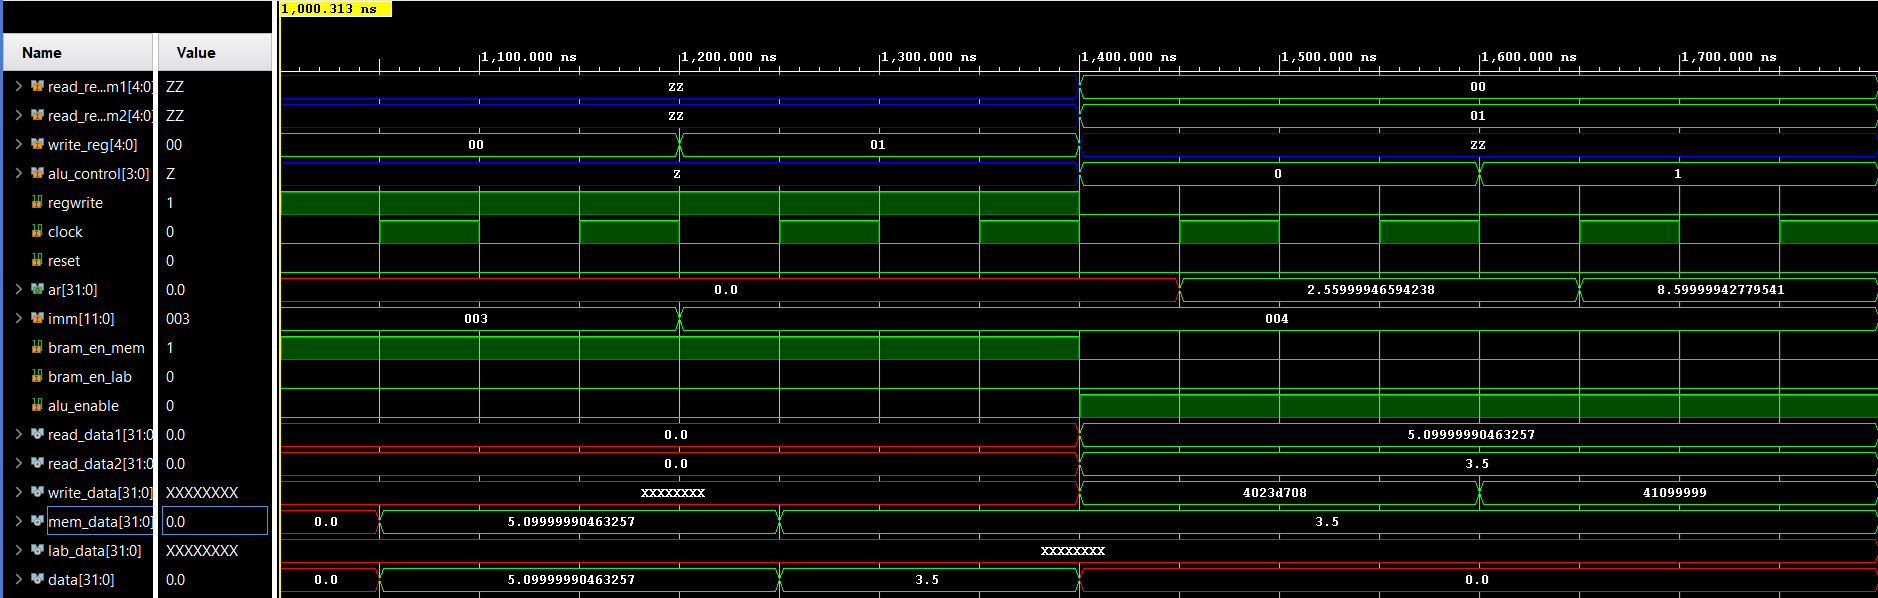 1,000.313 ns
Name Value
1,100.000 ns 1,200.000 ns 1,300.000 ns 1,400.000 ns 1,500.000 ns 1,600.000 ns 1,700.000 ns
read_re...m1[4:0] ZZ ZZ 00
read_re...m2[4:0] ZZ ZZ 01
write_reg[4:0] 00 00 01 ZZ
alu_control[3:0] Z Z 0 1
regwrite 1
clock 0
reset 0
ar[31:0] 0.0 0.0 2.55999946594238 8.59999942779541
imm[11:0] 003 003 004
bram_en_mem 1
bram_en_lab 0
alu_enable 0
read_data1[31:0 0.0 0.0 5.09999990463257
read_data2[31:0 0.0 0.0 3.5
write_data[31:0] XXXXXXXX XXXXXXXX 4023d708 41099999
mem_data[31:0] 0.0 0.0 5.09999990463257 3.5
lab_data[31:0] XXXXXXXX XXXXXXXX
data[31:0] 0.0 0.0 5.09999990463257 3.5 0.0